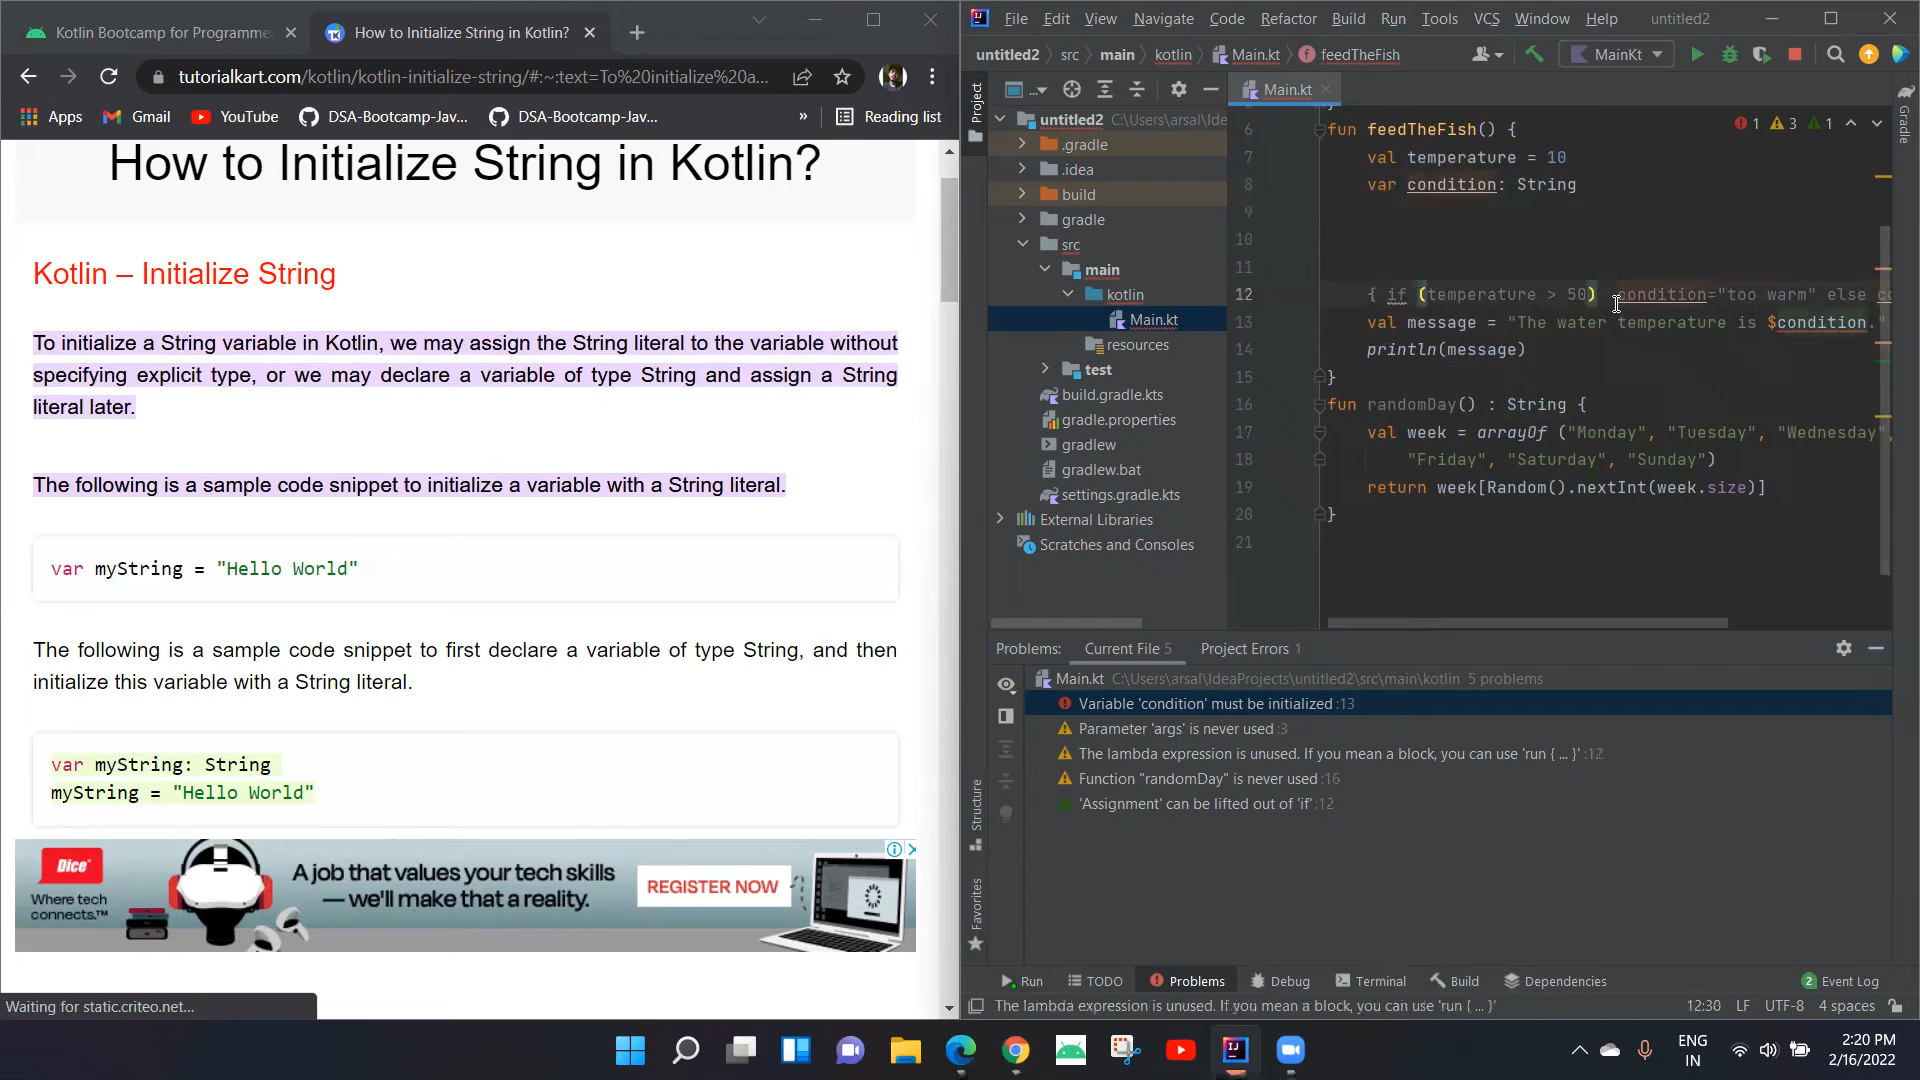 Kotlin Bootcamp for Programme
How to Initialize String in Kotlin?
tutorialkart.com/kotlin/kotlin-initialize-string/#:~:text=To%20initialize%20a...
Apps
Gmail
YouTube
DSA-Bootcamp-Jav...
DSA-Bootcamp-Jav...
»
Reading list
How to Initialize String in Kotlin?
Kotlin – Initialize String
To initialize a String variable in Kotlin, we may assign the String literal to the variable without
specifying explicit type, or we may declare a variable of type String and assign a String
literal later.
The following is a sample code snippet to initialize a variable with a String literal.
var myString = "Hello World"
The following is a sample code snippet to first declare a variable of type String, and then
initialize this variable with a String literal.
var myString: String
myString = "Hello World"
Dice
Where tech
connects.™
A job that values your tech skills
— we'll make that a reality.
REGISTER NOW
Waiting for static.criteo.net...
File Edit View Navigate Code Refactor Build Run Tools VCS Window Help untitled2
untitled2 src main kotlin Main.kt feedTheFish
MainKt
Project
...
Main.kt
Gradle
untitled2 C:\Users\arsal\Ide
.gradle
.idea
build
gradle
src
main
kotlin
Main.kt
resources
test
build.gradle.kts
gradle.properties
gradlew
gradlew.bat
settings.gradle.kts
External Libraries
Scratches and Consoles
1 3 1
6 fun feedTheFish() {
7 val temperature = 10
8 var condition: String
9
10
11
12 { if (temperature > 50) condition="too warm" else co
13 val message = "The water temperature is $condition."
14 println(message)
15 }
16 fun randomDay() : String {
17 val week = arrayOf ("Monday", "Tuesday", "Wednesday",
18 "Friday", "Saturday", "Sunday")
19 return week[Random().nextInt(week.size)]
20 }
21
Problems: Current File 5 Project Errors 1
Main.kt C:\Users\arsal\IdeaProjects\untitled2\src\main\kotlin 5 problems
Variable 'condition' must be initialized :13
Parameter 'args' is never used :3
The lambda expression is unused. If you mean a block, you can use 'run { ... }' :12
Function "randomDay" is never used :16
'Assignment' can be lifted out of 'if' :12
Structure
Favorites
Run TODO Problems Debug Terminal Build Dependencies 2 Event Log
The lambda expression is unused. If you mean a block, you can use 'run { ... }'
12:30 LF UTF-8 4 spaces
ENG
IN
2:20 PM
2/16/2022